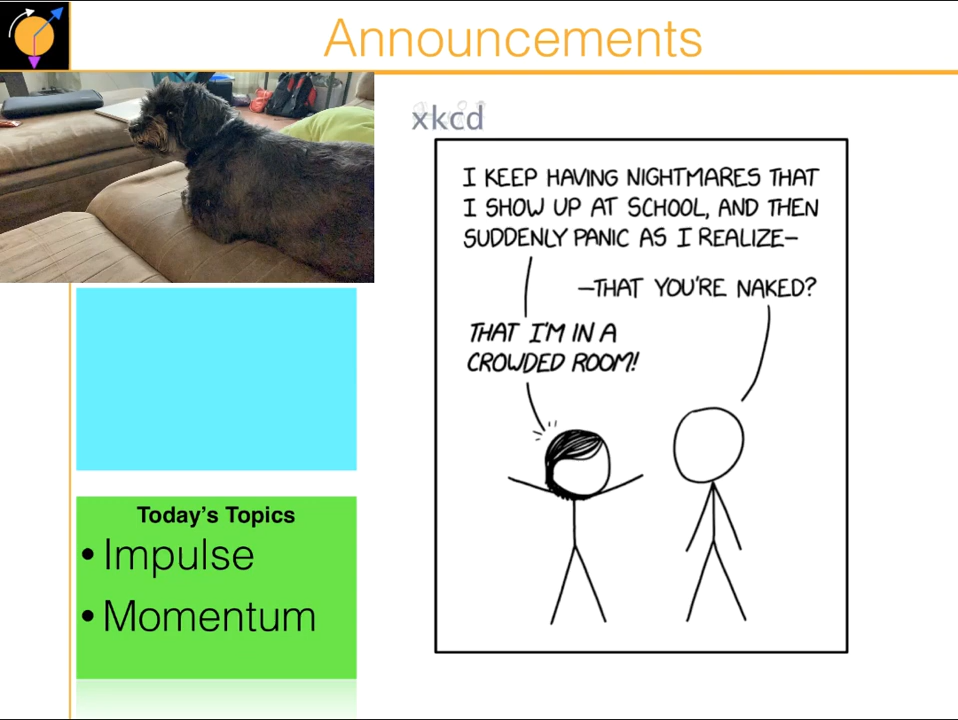 Announcements
xkcd
I KEEP HAVING NIGHTMARES THAT
I SHOW UP AT SCHOOL, AND THEN
SUDDENLY PANIC AS I REALIZE—
—THAT YOU'RE NAKED?
THAT I'M IN A
CROWDED ROOM!
Today's Topics
• Impulse
• Momentum